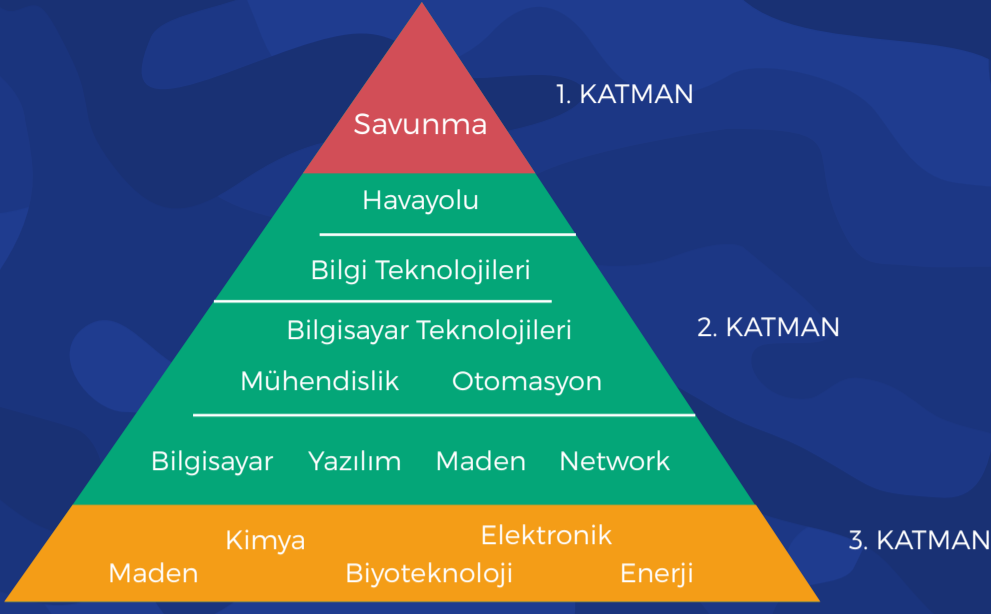 1. KATMAN
Savunma
Havayolu
Bilgi Teknolojileri
2. KATMAN
Bilgisayar Teknolojileri
Mühendislik Otomasyon
Bilgisayar Yazılım Maden Network
3. KATMAN
Kimya Elektronik
Maden Biyoteknoloji Enerji